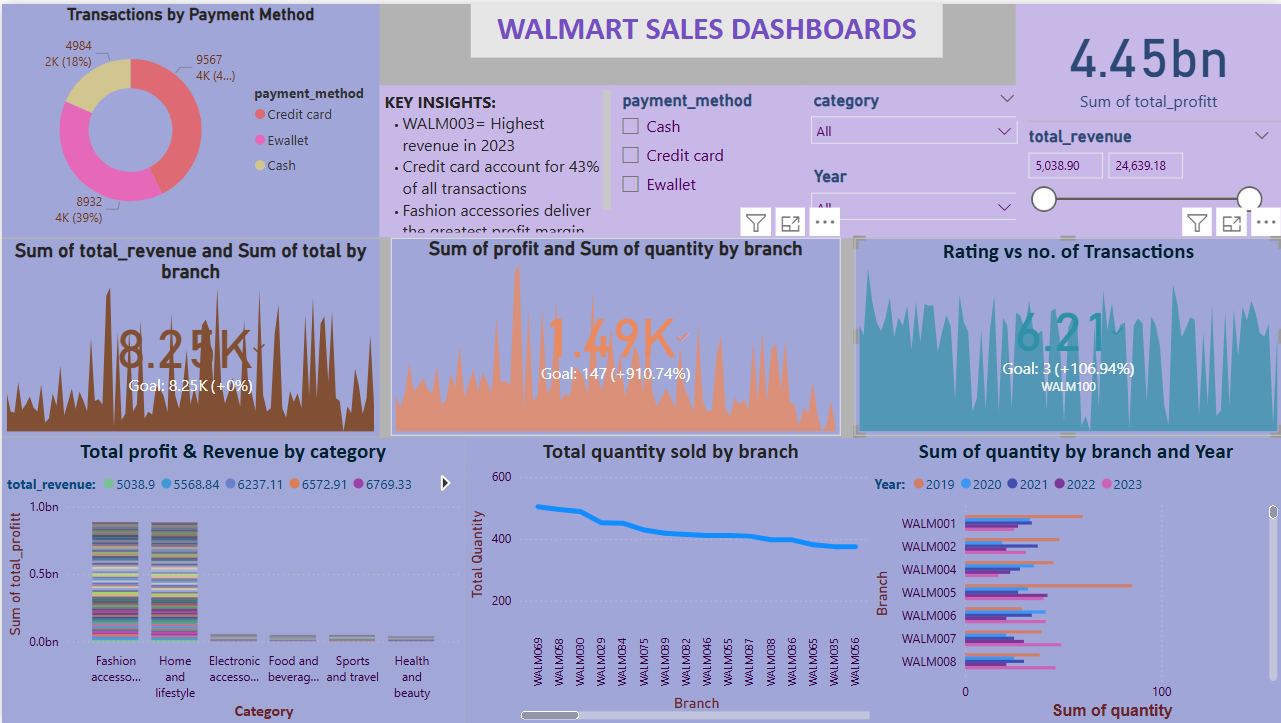 Transactions by Payment Method
4984
2K (18%)
9567
4K (4...)
8932
4K (39%)
payment_method
Credit card
Ewallet
Cash
WALMART SALES DASHBOARDS
KEY INSIGHTS:
• WALM003= Highest
revenue in 2023
• Credit card account for 43%
of all transactions
• Fashion accessories deliver
the greatest profit margin
payment_method
Cash
Credit card
Ewallet
category
All
Year
All
4.45bn
Sum of total_profitt
total_revenue
5,038.90
24,639.18
Sum of total_revenue and Sum of total by
branch
8.25K
Goal: 8.25K (+0%)
Sum of profit and Sum of quantity by branch
1.49K
Goal: 147 (+910.74%)
Rating vs no. of Transactions
6.21
Goal: 3 (+106.94%)
WALM100
Total profit & Revenue by category
total_revenue: 5038.9 5568.84 6237.11 6572.91 6769.33
Sum of total_profitt
1.0bn
0.5bn
0.0bn
Fashion
accesso...
Home
and
lifestyle
Electronic
accesso...
Food and
beverag...
Sports
and travel
Health
and
beauty
Category
Total quantity sold by branch
Total Quantity
600
400
200
WALM069
WALM058
WALM030
WALM029
WALM084
WALM075
WALM089
WALM082
WALM046
WALM055
WALM087
WALM038
WALM086
WALM065
WALM035
WALM056
Branch
Sum of quantity by branch and Year
Year: 2019 2020 2021 2022 2023
Branch
WALM001
WALM002
WALM004
WALM005
WALM006
WALM007
WALM008
0
100
Sum of quantity